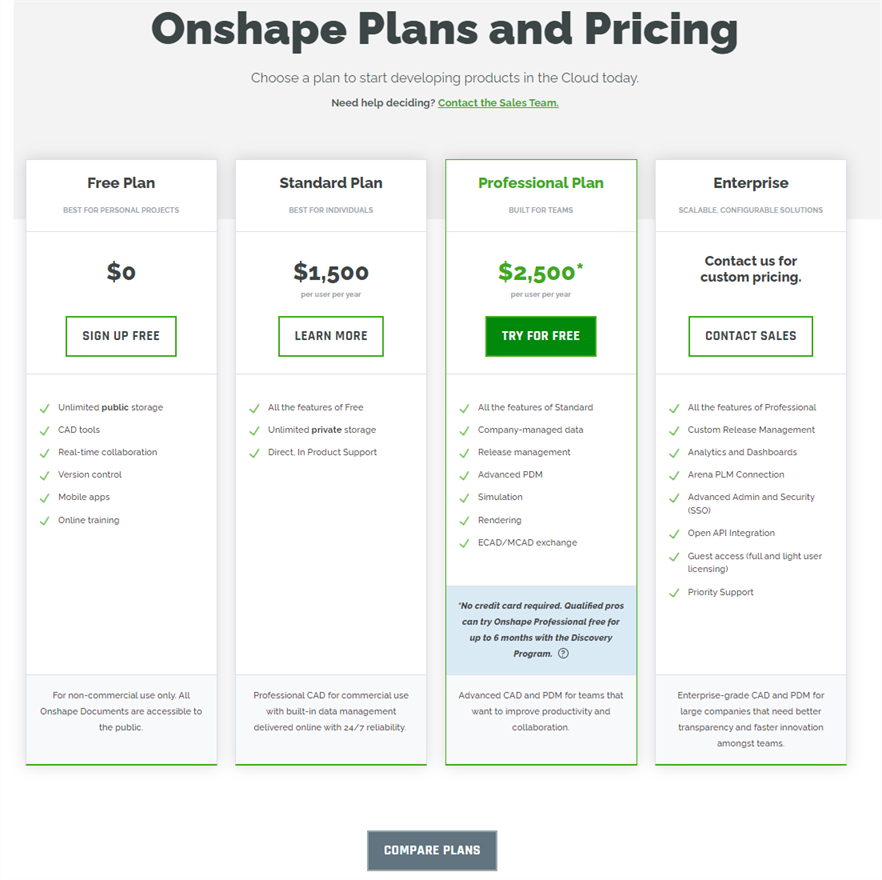 Onshape Plans and Pricing
Choose a plan to start developing products in the Cloud today.
Need help deciding? Contact the Sales Team.
Free Plan
BEST FOR PERSONAL PROJECTS
$0
SIGN UP FREE
Unlimited public storage
CAD tools
Real-time collaboration
Version control
Mobile apps
Online training
For non-commercial use only. All
Onshape Documents are accessible to
the public.
Standard Plan
BEST FOR INDIVIDUALS
$1,500
per user per year
LEARN MORE
All the features of Free
Unlimited private storage
Direct, In Product Support
Professional CAD for commercial use
with built-in data management
delivered online with 24/7 reliability.
Professional Plan
BUILT FOR TEAMS
$2,500*
per user per year
TRY FOR FREE
All the features of Standard
Company-managed data
Release management
Advanced PDM
Simulation
Rendering
ECAD/MCAD exchange
*No credit card required. Qualified pros
can try Onshape Professional free for
up to 6 months with the Discovery
Program. ?
Advanced CAD and PDM for teams that
want to improve productivity and
collaboration.
Enterprise
SCALABLE, CONFIGURABLE SOLUTIONS
Contact us for
custom pricing.
CONTACT SALES
All the features of Professional
Custom Release Management
Analytics and Dashboards
Arena PLM Connection
Advanced Admin and Security
(SSO)
Open API Integration
Guest access (full and light user
licensing)
Priority Support
Enterprise-grade CAD and PDM for
large companies that need better
transparency and faster innovation
amongst teams.
COMPARE PLANS